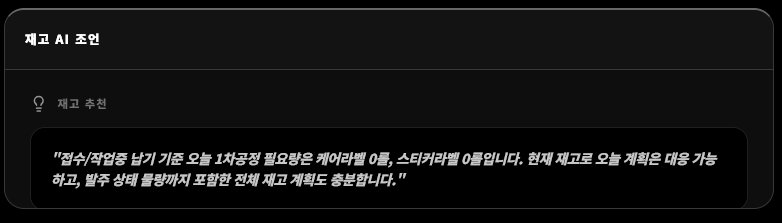 재고 AI 조언
재고 추천
"접수/작업중 납기 기준 오늘 1차공정 필요량은 케어라벨 0롤, 스티커라벨 0롤입니다. 현재 재고로 오늘 계획은 대응 가능
하고, 발주 상태 물량까지 포함한 전체 재고 계획도 충분합니다."